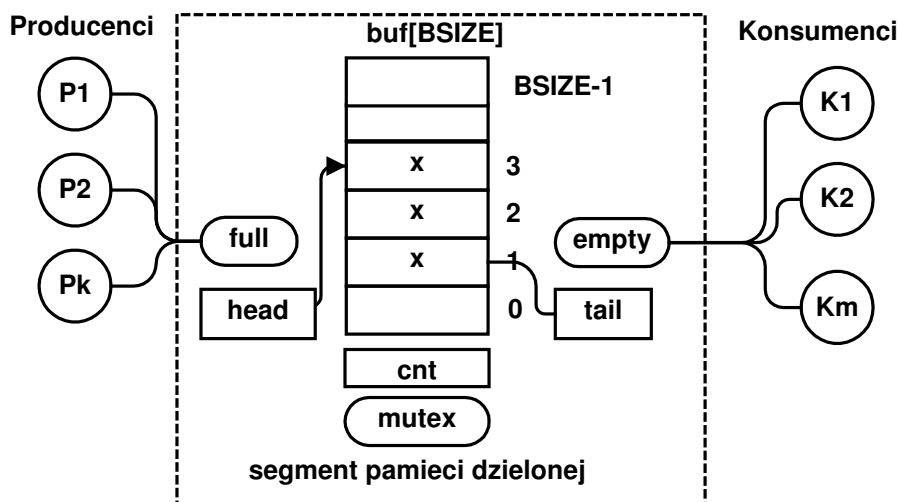 Producenci
buf[BSIZE]
Konsumenci
P1
BSIZE-1
K1
x
3
P2
x
2
K2
full
empty
x
1
Pk
head
0
tail
Km
cnt
mutex
segment pamieci dzielonej